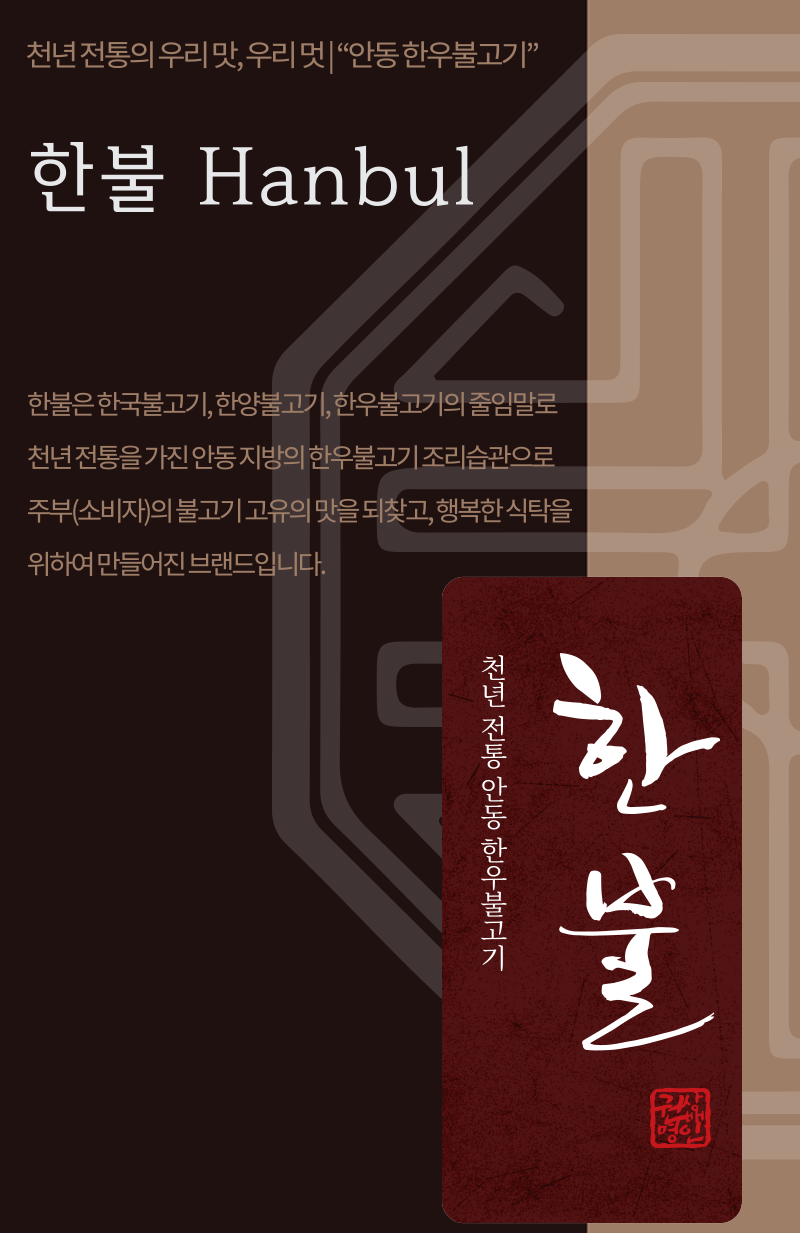 천년 전통의 우리 맛, 우리 멋 | “안동 한우불고기”
한불 Hanbul
한불은 한국불고기, 한양불고기, 한우불고기의 줄임말로
천년 전통을 가진 안동 지방의 한우불고기 조리습관으로
주부(소비자)의 불고기 고유의 맛을 되찾고, 행복한 식탁을
위하여 만들어진 브랜드입니다.
한불
천년 전통 안동 한우불고기